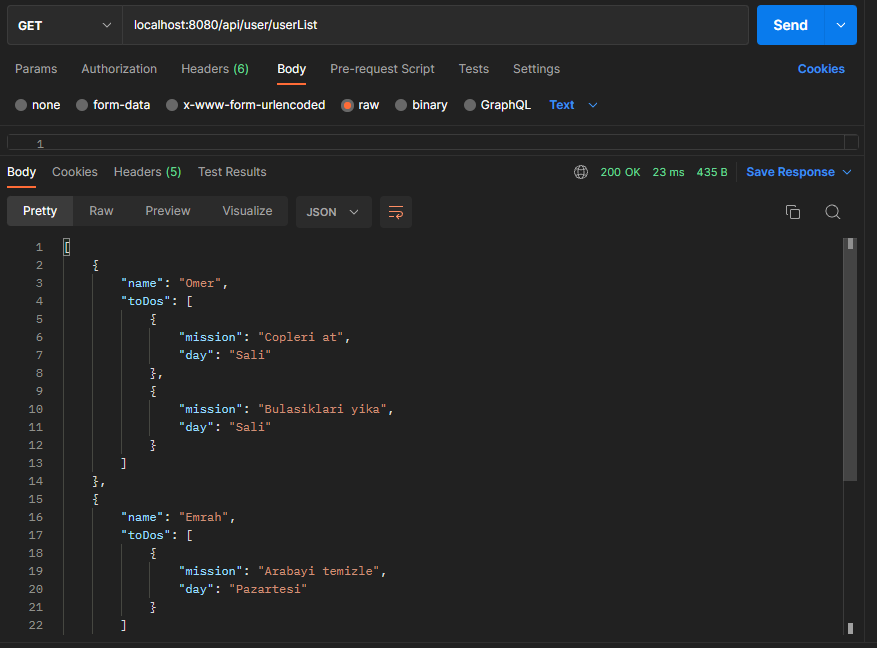 GET localhost:8080/api/user/userList Send
Params Authorization Headers (6) Body Pre-request Script Tests Settings Cookies
none form-data x-www-form-urlencoded raw binary GraphQL Text
1
Body Cookies Headers (5) Test Results 200 OK 23 ms 435 B Save Response
Pretty Raw Preview Visualize JSON
1 [
2 {
3 "name": "Omer",
4 "toDos": [
5 {
6 "mission": "Copleri at",
7 "day": "Sali"
8 },
9 {
10 "mission": "Bulasiklari yika",
11 "day": "Sali"
12 }
13 ]
14 },
15 {
16 "name": "Emrah",
17 "toDos": [
18 {
19 "mission": "Arabayi temizle",
20 "day": "Pazartesi"
21 }
22 ]